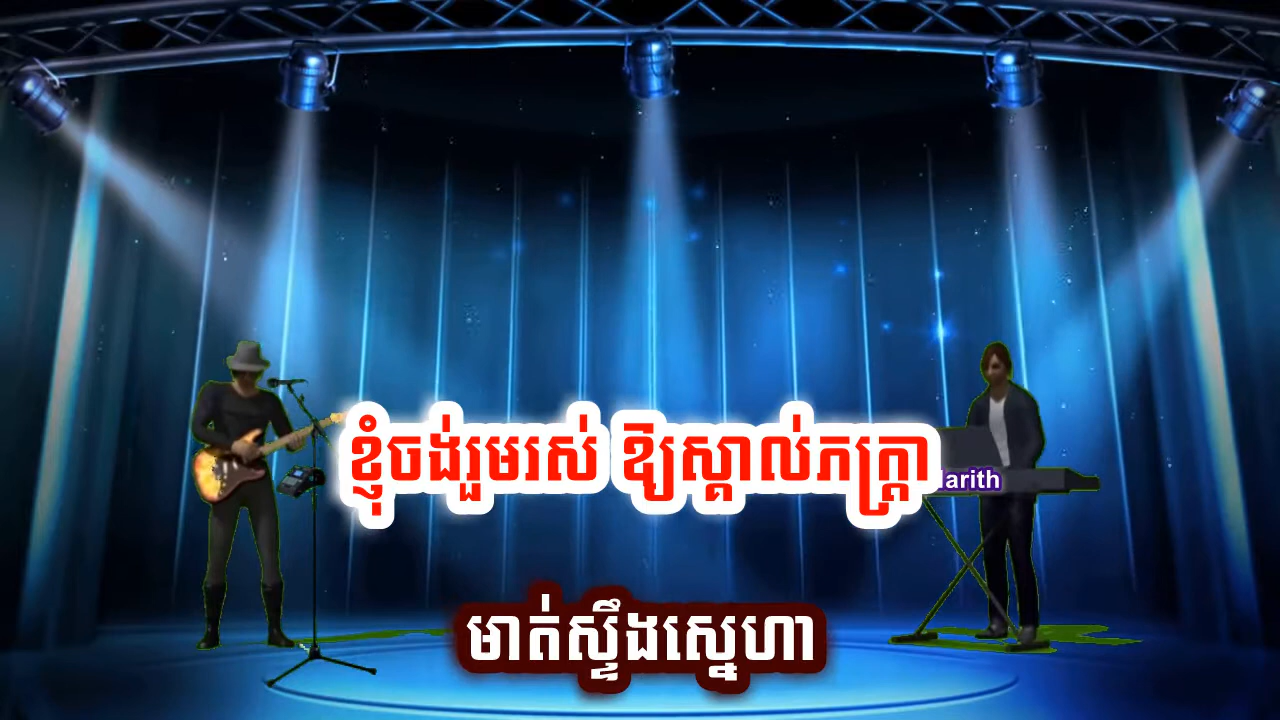 ខ្ញុំចង់រួមរស់ ឱ្យស្គាល់ភក្ត្រា
មាត់ស្ទឹងស្នេហា